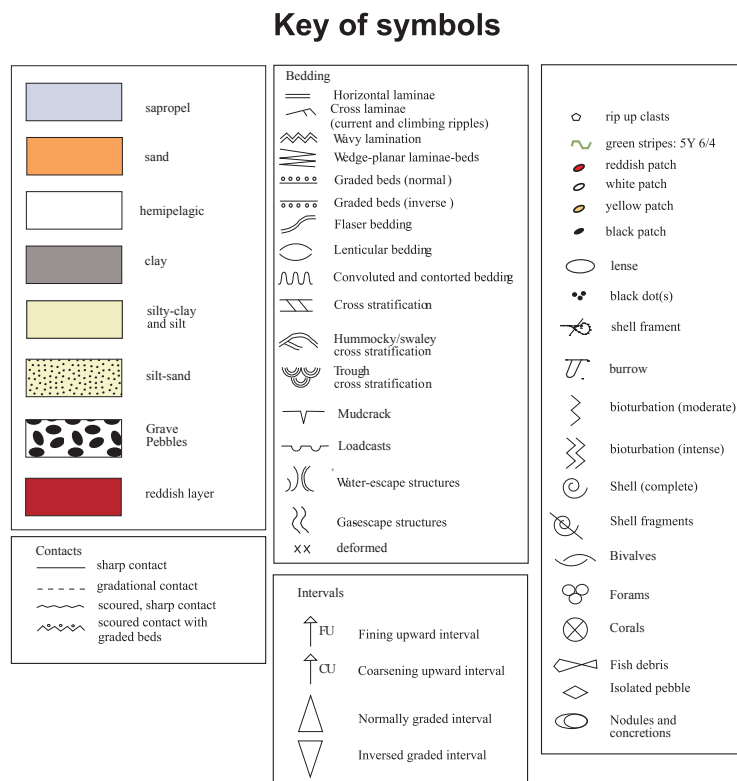 Key of symbols
sapropel
sand
hemipelagic
clay
silty-clay
and silt
silt-sand
Grave
Pebbles
reddish layer
Contacts
sharp contact
gradational contact
scoured, sharp contact
scoured contact with
graded beds
Bedding
Horizontal laminae
Cross laminae
(current and climbing ripples)
Wavy lamination
Wedge-planar laminae-beds
Graded beds (normal)
Graded beds (inverse )
Flaser bedding
Lenticular bedding
Convoluted and contorted bedding
Cross stratification
Hummocky/swaley
cross stratification
Trough
cross stratification
Mudcrack
Loadcasts
Water-escape structures
Gas-escape structures
xx deformed
Intervals
FU Fining upward interval
CU Coarsening upward interval
Normally graded interval
Inversed graded interval
rip up clasts
green stripes: 5Y 6/4
reddish patch
white patch
yellow patch
black patch
lense
black dot(s)
shell frament
burrow
bioturbation (moderate)
bioturbation (intense)
Shell (complete)
Shell fragments
Bivalves
Forams
Corals
Fish debris
Isolated pebble
Nodules and
concretions